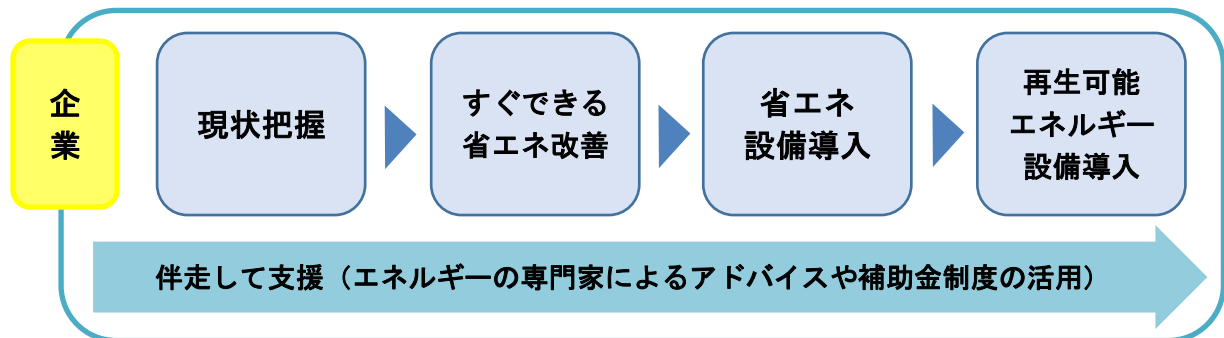 企
業
現状把握
すぐできる
省エネ改善
省エネ
設備導入
再生可能
エネルギー
設備導入
伴走して支援（エネルギーの専門家によるアドバイスや補助金制度の活用）